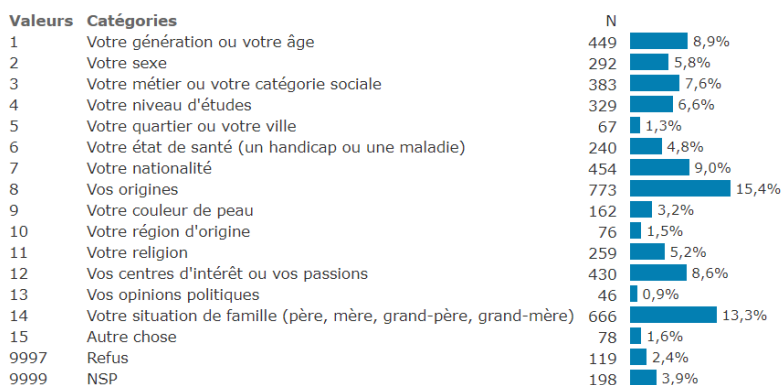 Valeurs Catégories N
1 Votre génération ou votre âge 449 8,9%
2 Votre sexe 292 5,8%
3 Votre métier ou votre catégorie sociale 383 7,6%
4 Votre niveau d'études 329 6,6%
5 Votre quartier ou votre ville 67 1,3%
6 Votre état de santé (un handicap ou une maladie) 240 4,8%
7 Votre nationalité 454 9,0%
8 Vos origines 773 15,4%
9 Votre couleur de peau 162 3,2%
10 Votre région d'origine 76 1,5%
11 Votre religion 259 5,2%
12 Vos centres d'intérêt ou vos passions 430 8,6%
13 Vos opinions politiques 46 0,9%
14 Votre situation de famille (père, mère, grand-père, grand-mère) 666 13,3%
15 Autre chose 78 1,6%
9997 Refus 119 2,4%
9999 NSP 198 3,9%